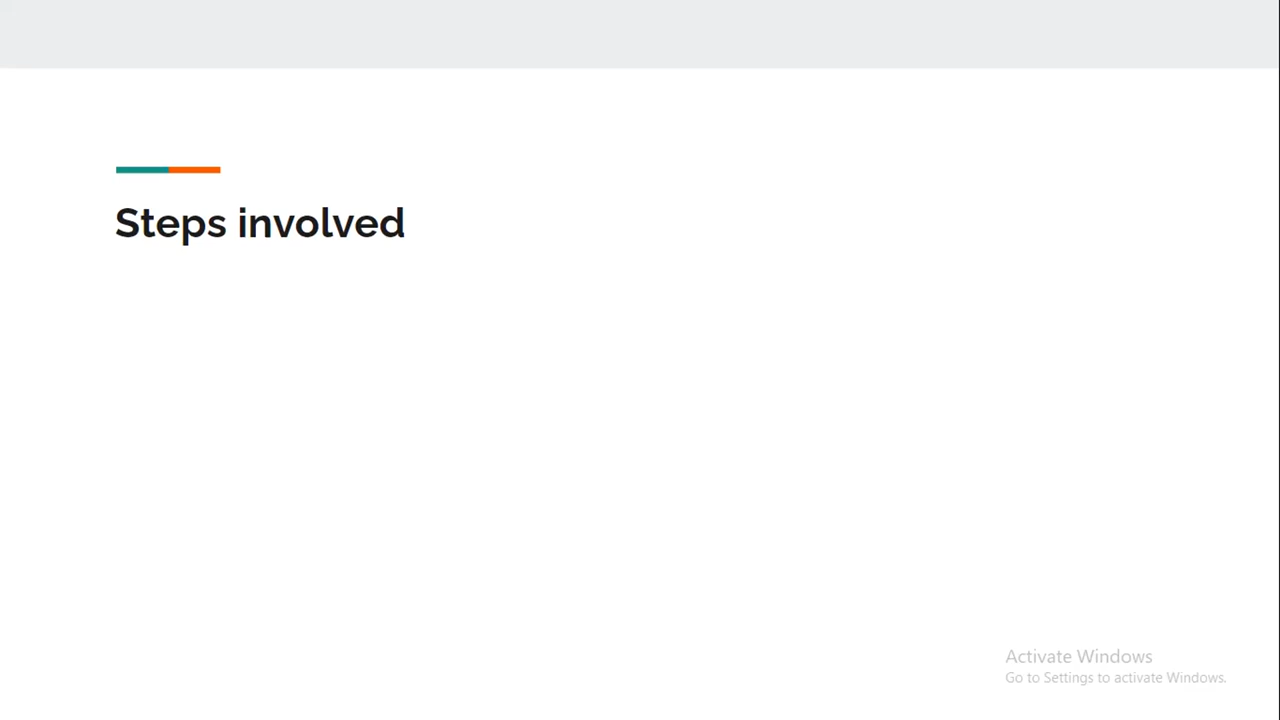 Steps involved
Activate Windows
Go to Settings to activate Windows.